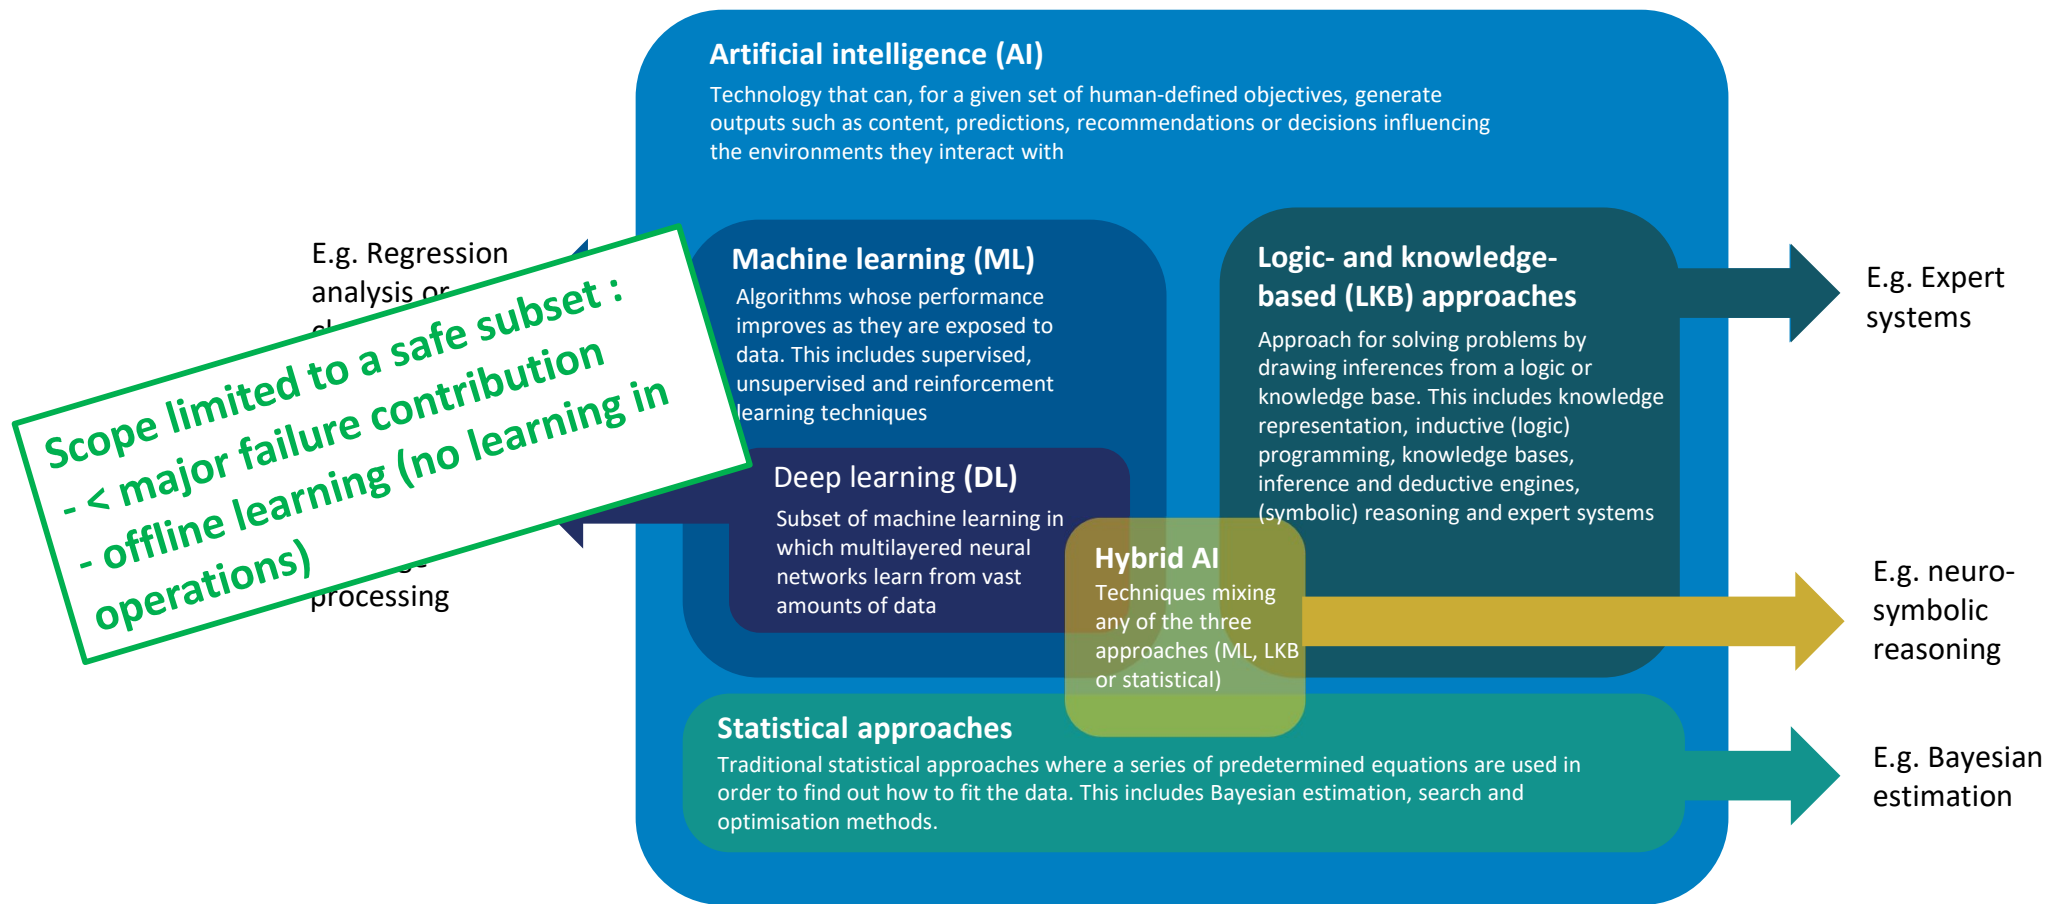 Artificial intelligence (AI)
Technology that can, for a given set of human-defined objectives, generate
outputs such as content, predictions, recommendations or decisions influencing
the environments they interact with
E.g. Regression
analysis or
Scope limited to a safe subset :
- < major failure contribution
- offline learning (no learning in
operations)
processing
Machine learning (ML)
Algorithms whose performance
improves as they are exposed to
data. This includes supervised,
unsupervised and reinforcement
learning techniques
Deep learning (DL)
Subset of machine learning in
which multilayered neural
networks learn from vast
amounts of data
Logic- and knowledge-
based (LKB) approaches
Approach for solving problems by
drawing inferences from a logic or
knowledge base. This includes knowledge
representation, inductive (logic)
programming, knowledge bases,
inference and deductive engines,
(symbolic) reasoning and expert systems
E.g. Expert
systems
Hybrid AI
Techniques mixing
any of the three
approaches (ML, LKB
or statistical)
E.g. neuro-
symbolic
reasoning
Statistical approaches
Traditional statistical approaches where a series of predetermined equations are used in
order to find out how to fit the data. This includes Bayesian estimation, search and
optimisation methods.
E.g. Bayesian
estimation